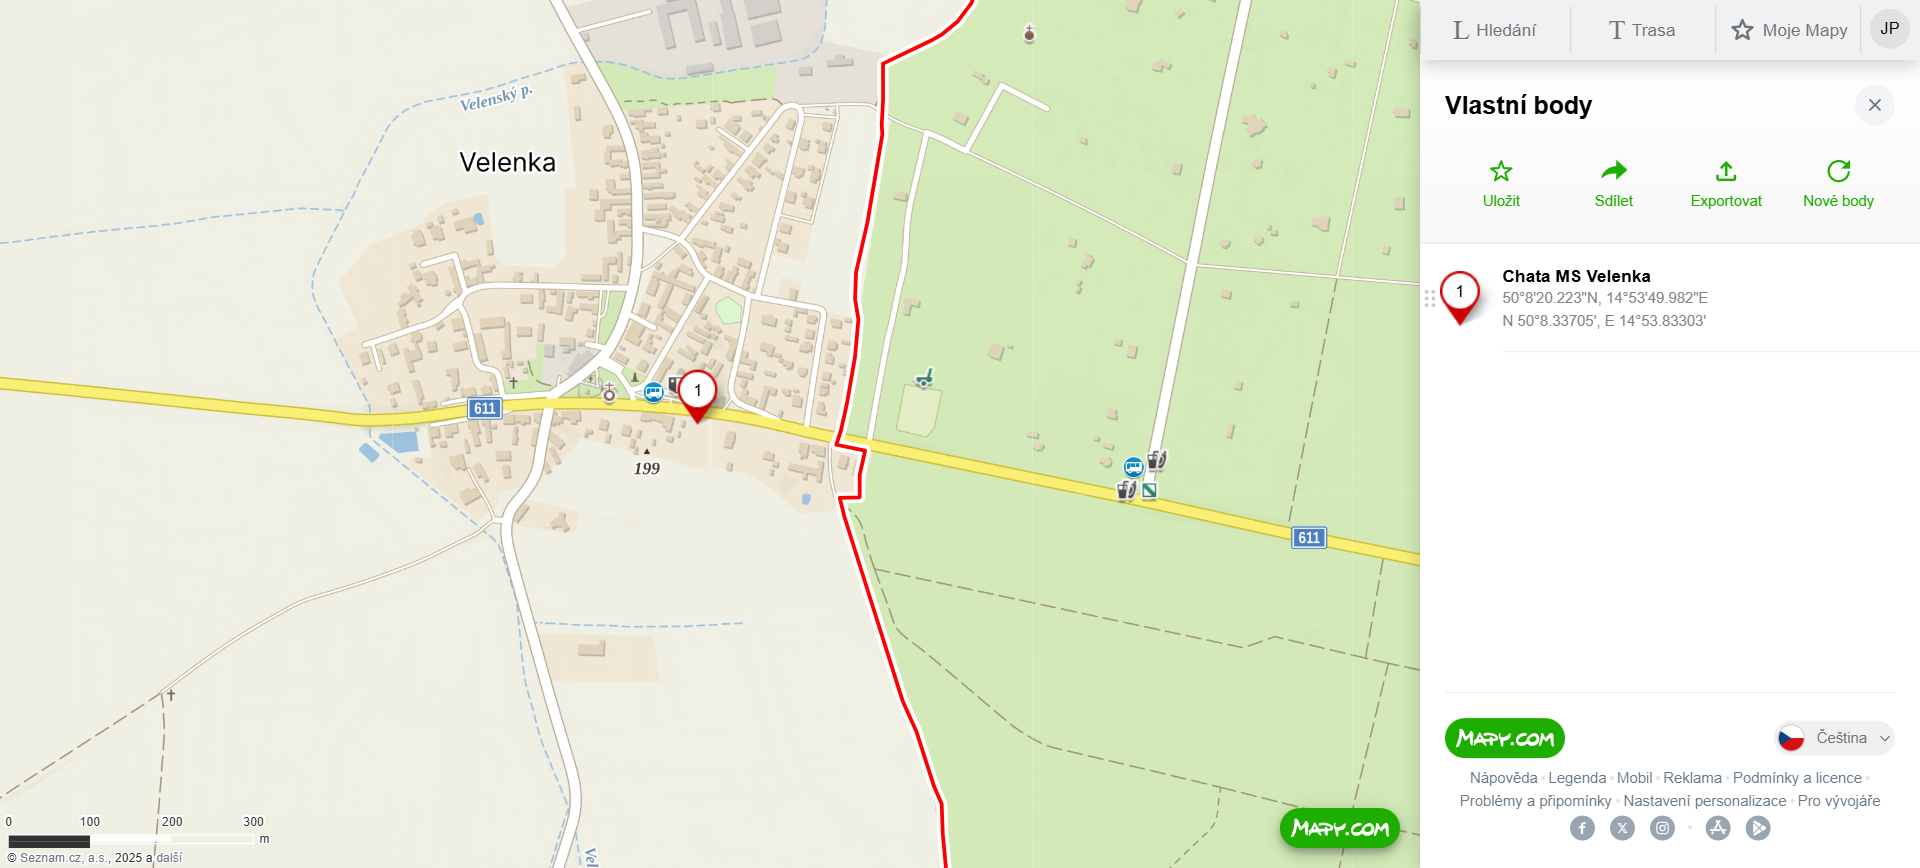 Velenský p.
Velenka
1
611
199
611
0 100 200 300
m
© Seznam.cz, a.s., 2025 a další
Vel
Mapy.com
Hledání
Trasa
Moje Mapy
JP
Vlastní body
Uložit
Sdílet
Exportovat
Nové body
1
Chata MS Velenka
50°8'20.223"N, 14°53'49.982"E
N 50°8.33705', E 14°53.83303'
Mapy.com
Čeština
Nápověda • Legenda • Mobil • Reklama • Podmínky a licence •
Problémy a připomínky • Nastavení personalizace • Pro vývojáře